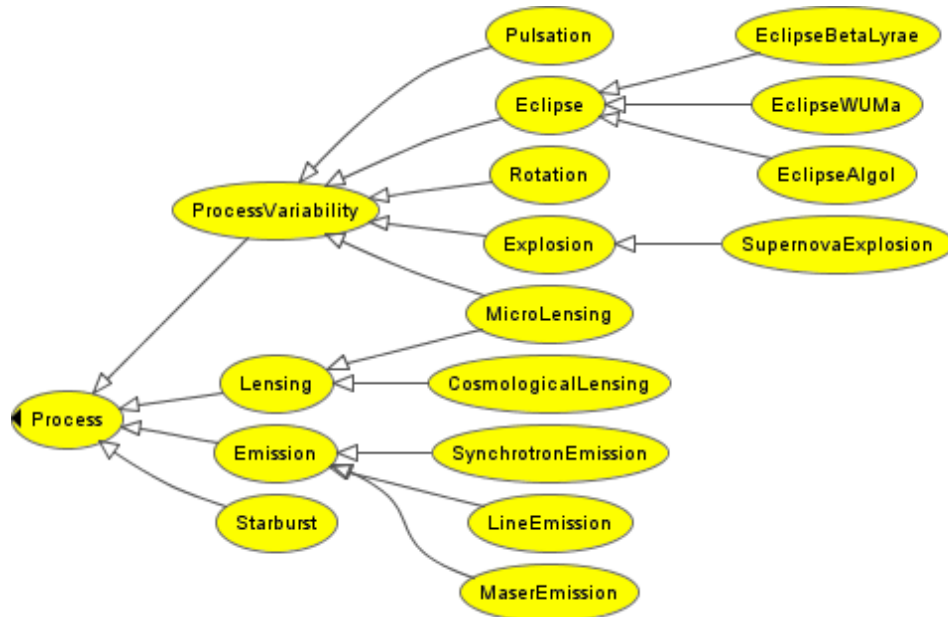 Pulsation
EclipseBetaLyrae
Eclipse
EclipseWUMa
Rotation
EclipseAlgol
ProcessVariability
Explosion
SupernovaExplosion
MicroLensing
Lensing
CosmologicalLensing
Process
Emission
SynchrotronEmission
Starburst
LineEmission
MaserEmission